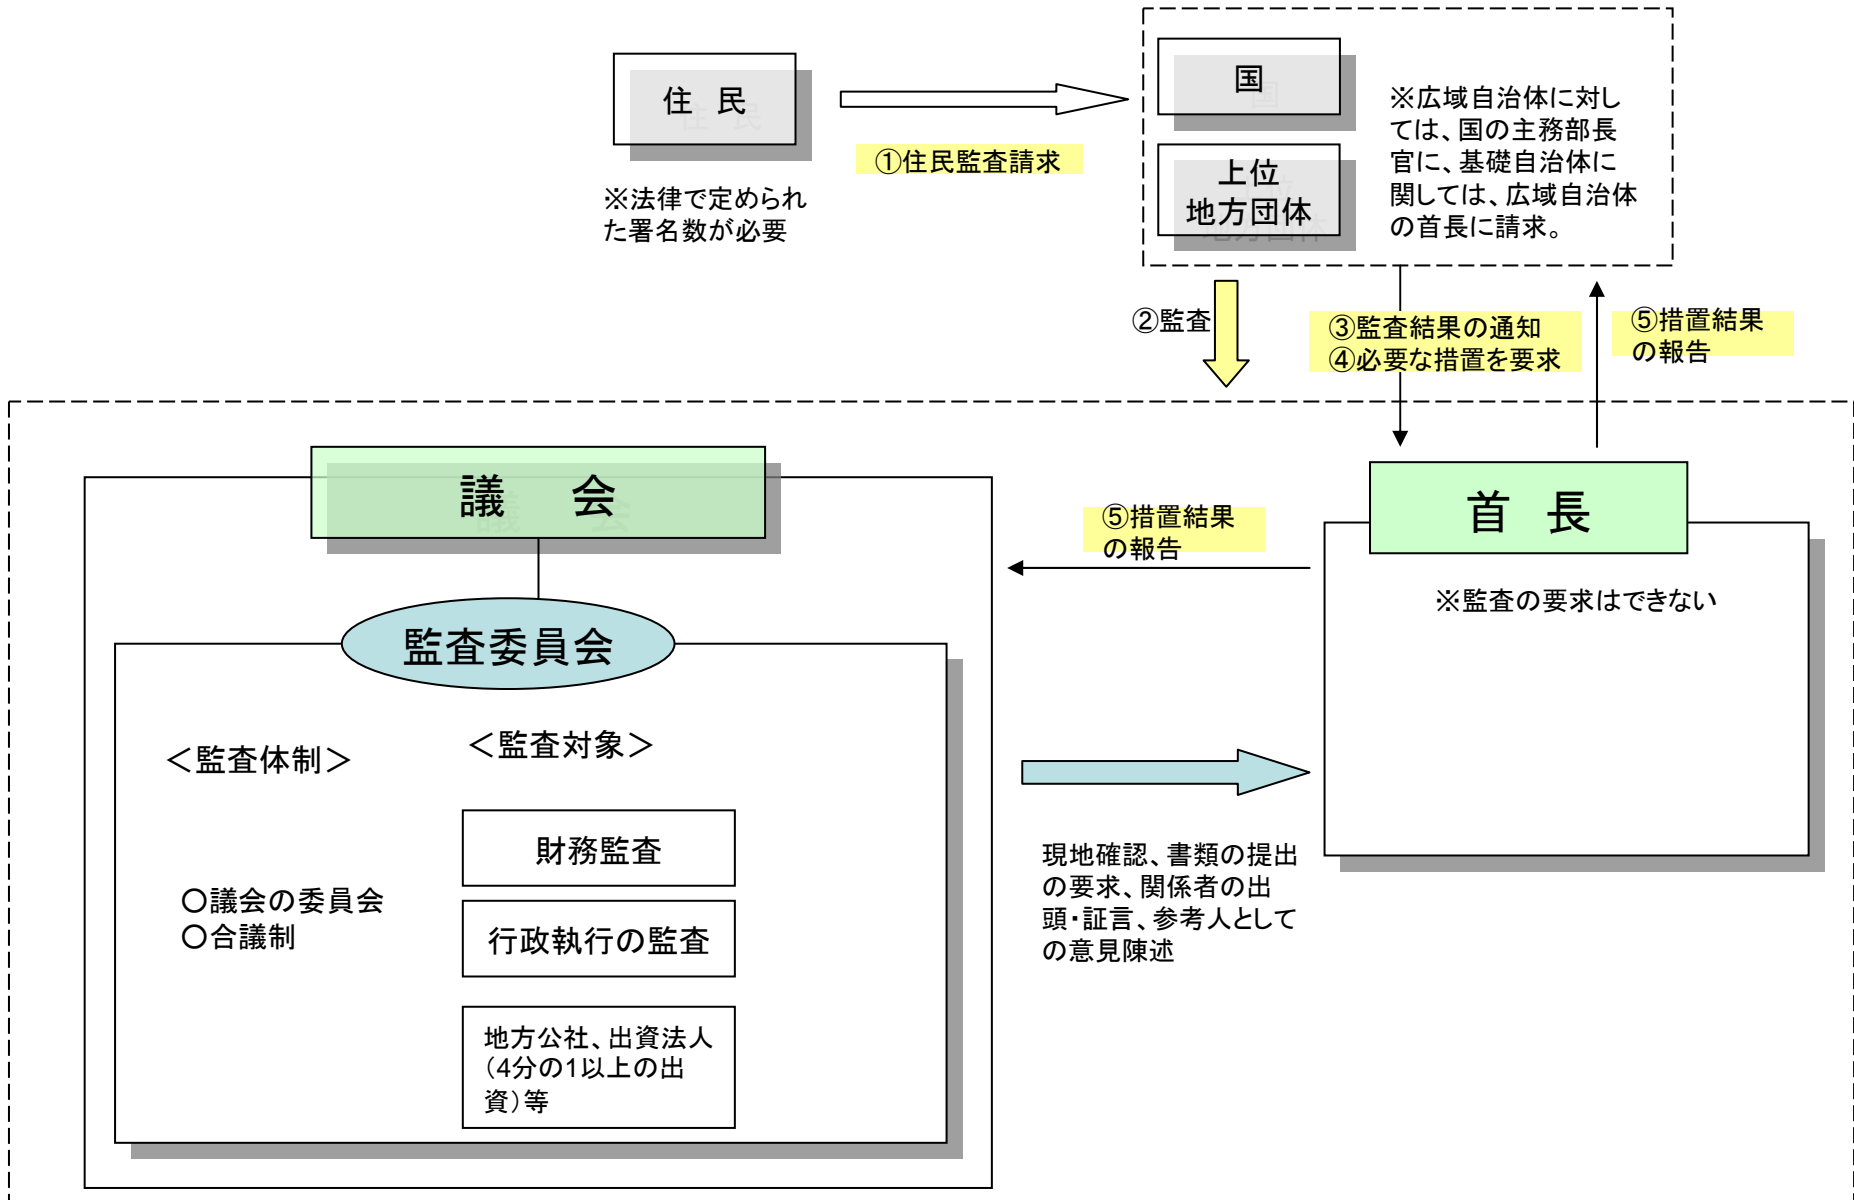 住 民
※法律で定められ
た署名数が必要
①住民監査請求
国
上位
地方団体
※広域自治体に対し
ては、国の主務部長
官に、基礎自治体に
関しては、広域自治体
の首長に請求。
②監査
③監査結果の通知
④必要な措置を要求
⑤措置結果
の報告
議 会
監査委員会
＜監査体制＞
○議会の委員会
○合議制
＜監査対象＞
財務監査
行政執行の監査
地方公社、出資法人
（4分の1以上の出
資）等
⑤措置結果
の報告
現地確認、書類の提出
の要求、関係者の出
頭・証言、参考人として
の意見陳述
首 長
※監査の要求はできない